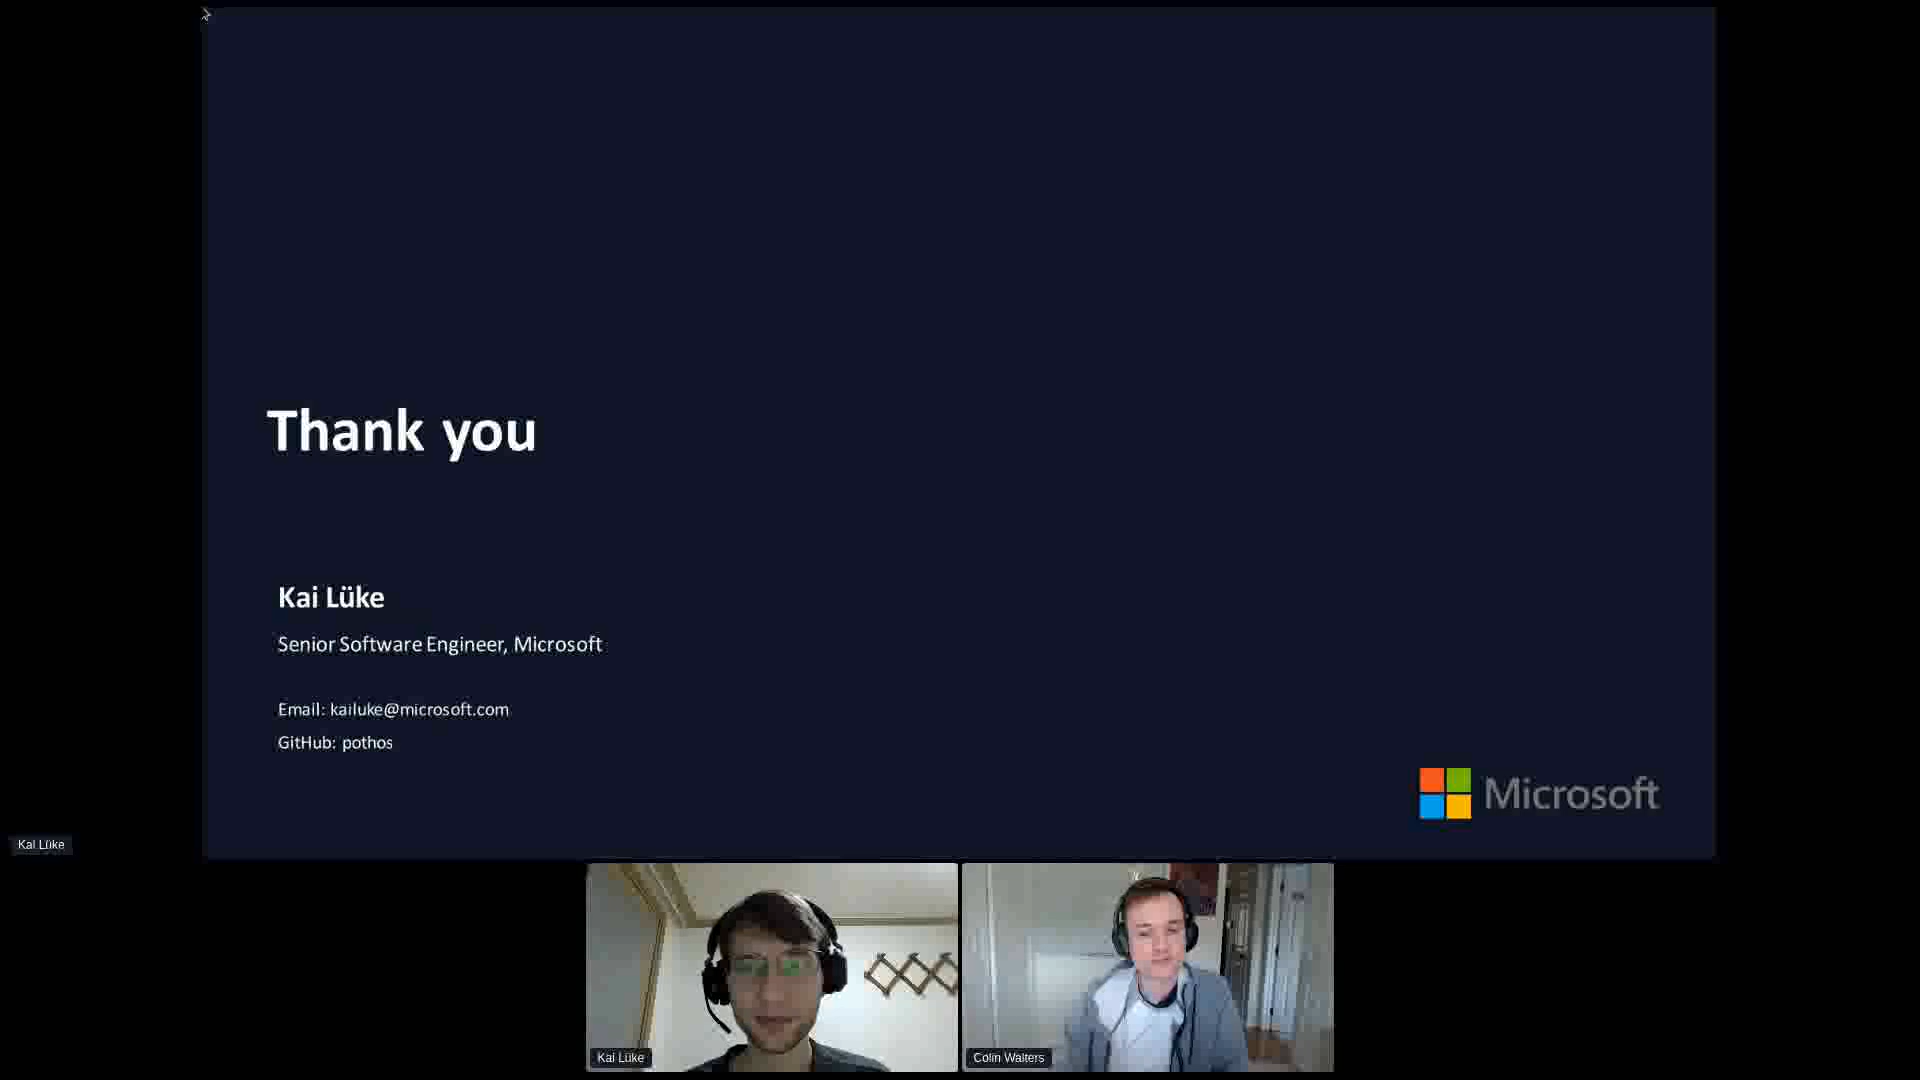 Thank you
Kai Lüke
Senior Software Engineer, Microsoft
Email: kailuke@microsoft.com
GitHub: pothos
Microsoft
Kai Lüke
Kai Lüke
Colin Walters